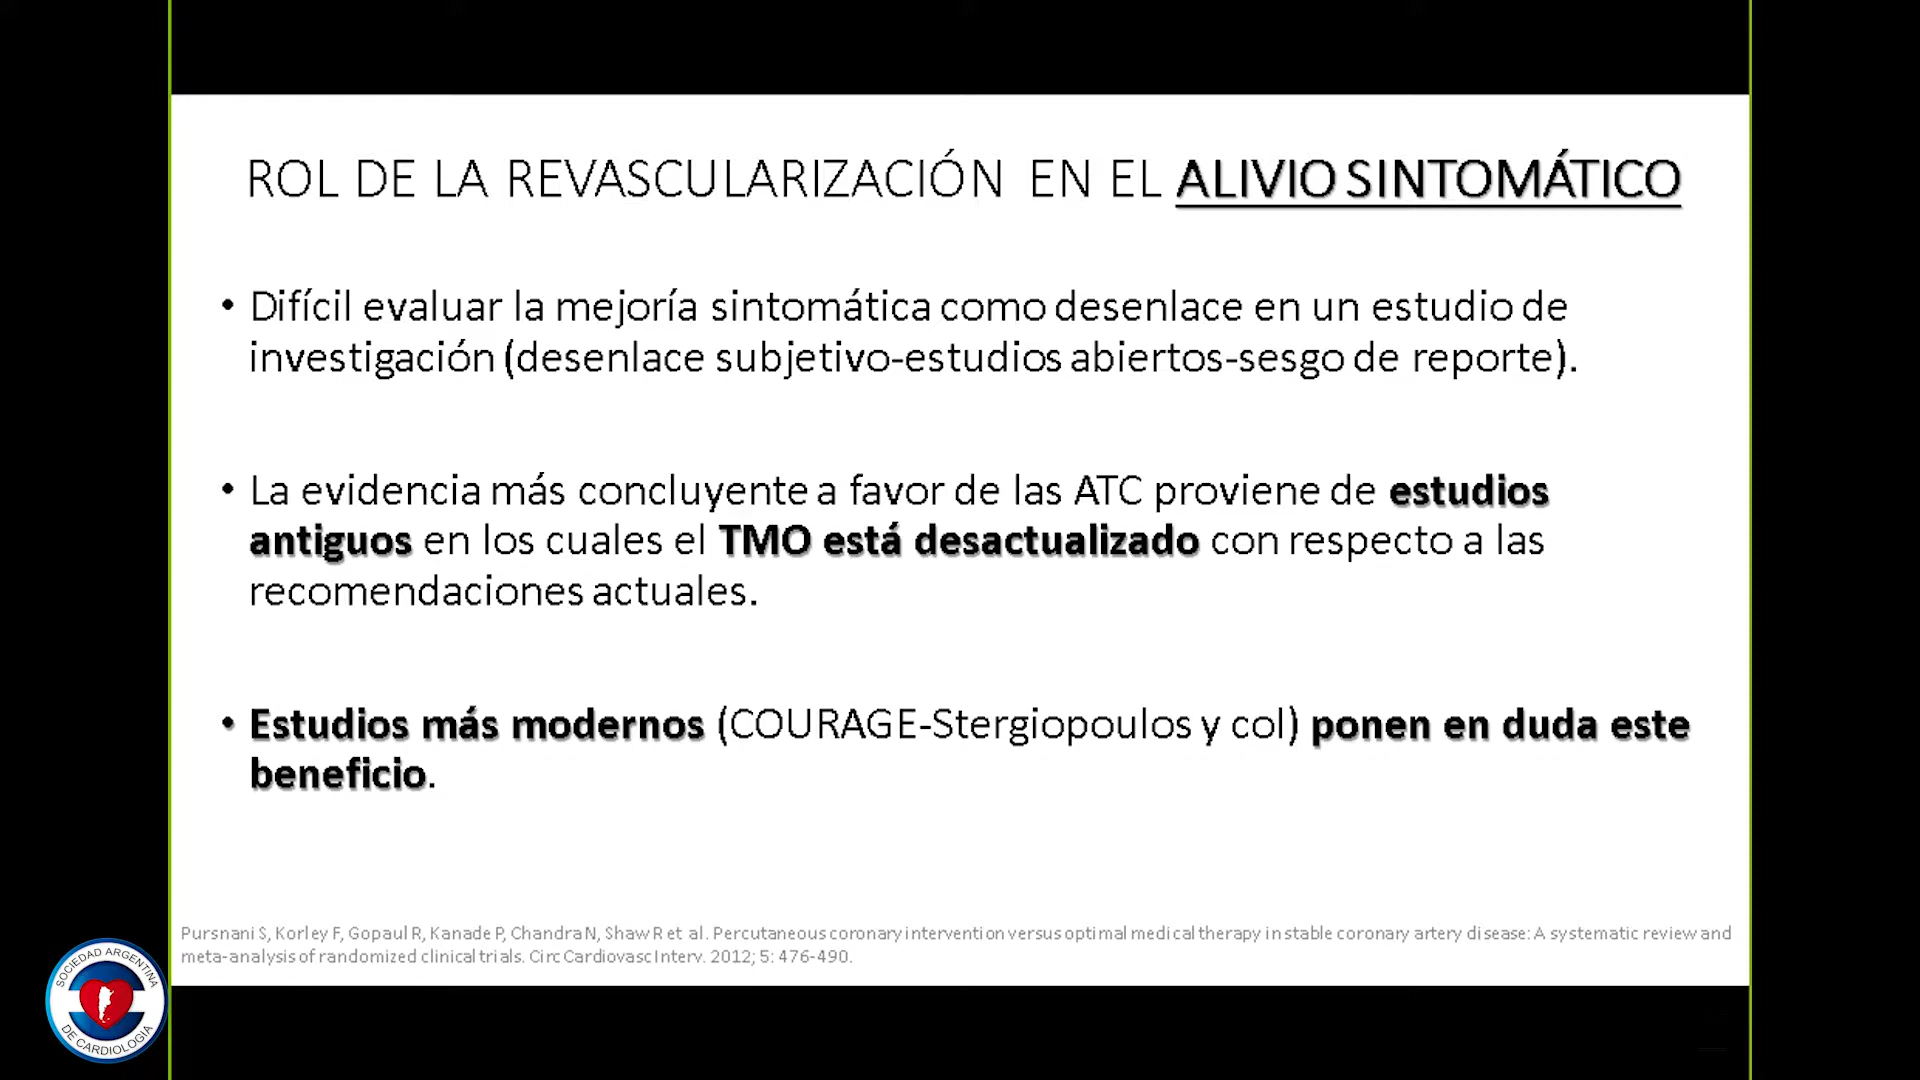 ROL DE LA REVASCULARIZACIÓN EN EL ALIVIO SINTOMÁTICO
• Difícil evaluar la mejoría sintomática como desenlace en un estudio de
investigación (desenlace subjetivo-estudios abiertos-sesgo de reporte).
• La evidencia más concluyente a favor de las ATC proviene de estudios
antiguos en los cuales el TMO está desactualizado con respecto a las
recomendaciones actuales.
• Estudios más modernos (COURAGE-Stergiopoulos y col) ponen en duda este
beneficio.
Pursnani S, Korley F, Gopaul R, Kanade P, Chandra N, Shaw R et al. Percutaneous coronary intervention versus optimal medical therapy in stable coronary artery disease: A systematic review and
meta-analysis of randomized clinical trials. Circ Cardiovasc Interv. 2012; 5: 476-490.
SOCIEDAD ARGENTINA
DE CARDIOLOGIA